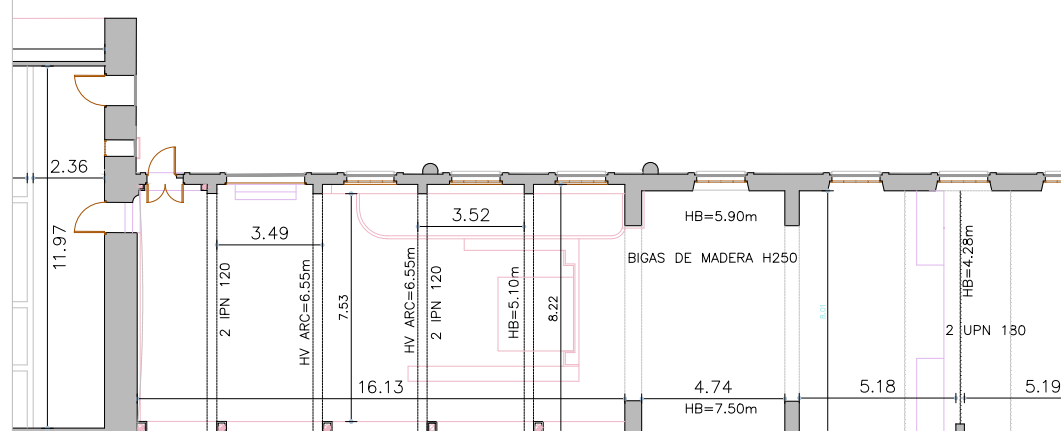 2.36
11.97
3.49
3.52
2 IPN 120
HV ARC=6.55m
7.53
HV ARC=6.55m
2 IPN 120
HB=5.10m
8.22
HB=5.90m
BIGAS DE MADERA H250
HB=4.28m
2 UPN 180
16.13
4.74
HB=7.50m
5.18
5.19